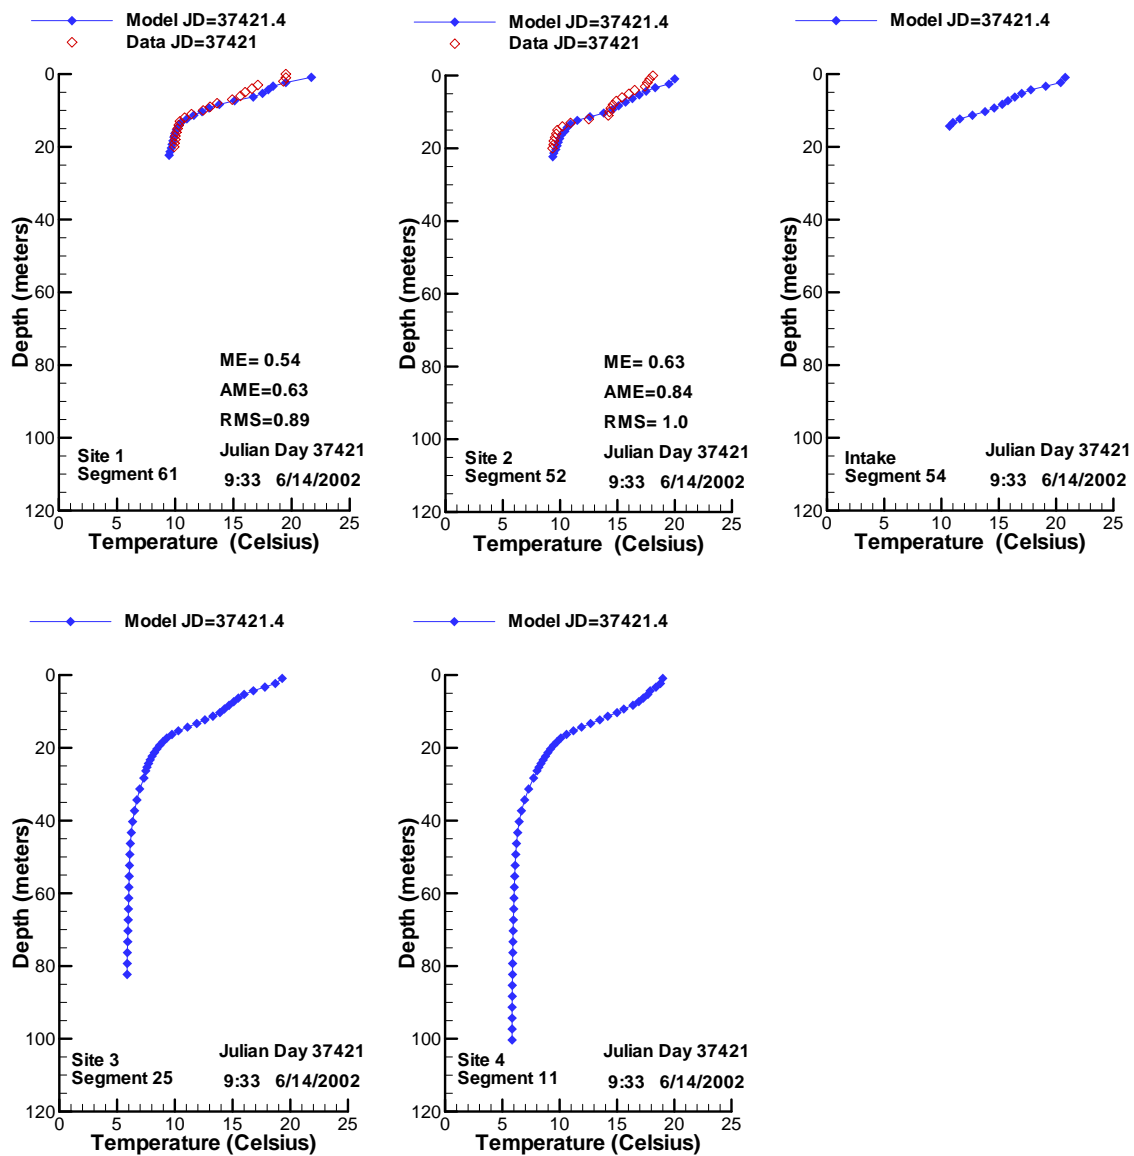 Model JD=37421.4
Data JD=37421
0
20
40
60
80
100
120
Depth (meters)
ME= 0.54
AME=0.63
RMS=0.89
Site 1
Segment 61
Julian Day 37421
9:33 6/14/2002
0 5 10 15 20 25
Temperature (Celsius)
Model JD=37421.4
Data JD=37421
0
20
40
60
80
100
120
Depth (meters)
ME= 0.63
AME=0.84
RMS= 1.0
Site 2
Segment 52
Julian Day 37421
9:33 6/14/2002
0 5 10 15 20 25
Temperature (Celsius)
Model JD=37421.4
0
20
40
60
80
100
120
Depth (meters)
Intake
Segment 54
Julian Day 37421
9:33 6/14/2002
0 5 10 15 20 25
Temperature (Celsius)
Model JD=37421.4
0
20
40
60
80
100
120
Depth (meters)
Site 3
Segment 25
Julian Day 37421
9:33 6/14/2002
0 5 10 15 20 25
Temperature (Celsius)
Model JD=37421.4
0
20
40
60
80
100
120
Depth (meters)
Site 4
Segment 11
Julian Day 37421
9:33 6/14/2002
0 5 10 15 20 25
Temperature (Celsius)